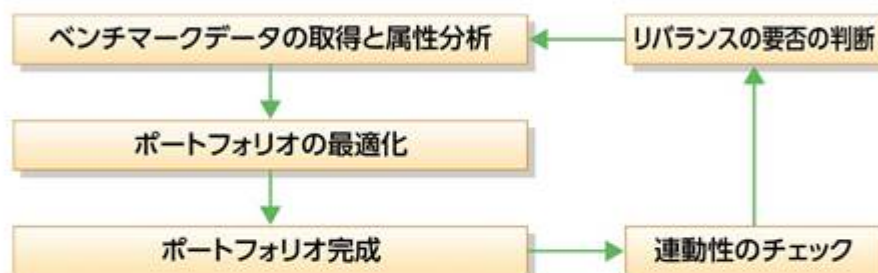 ベンチマークデータの取得と属性分析
リバランスの要否の判断
ポートフォリオの最適化
ポートフォリオ完成
連動性のチェック